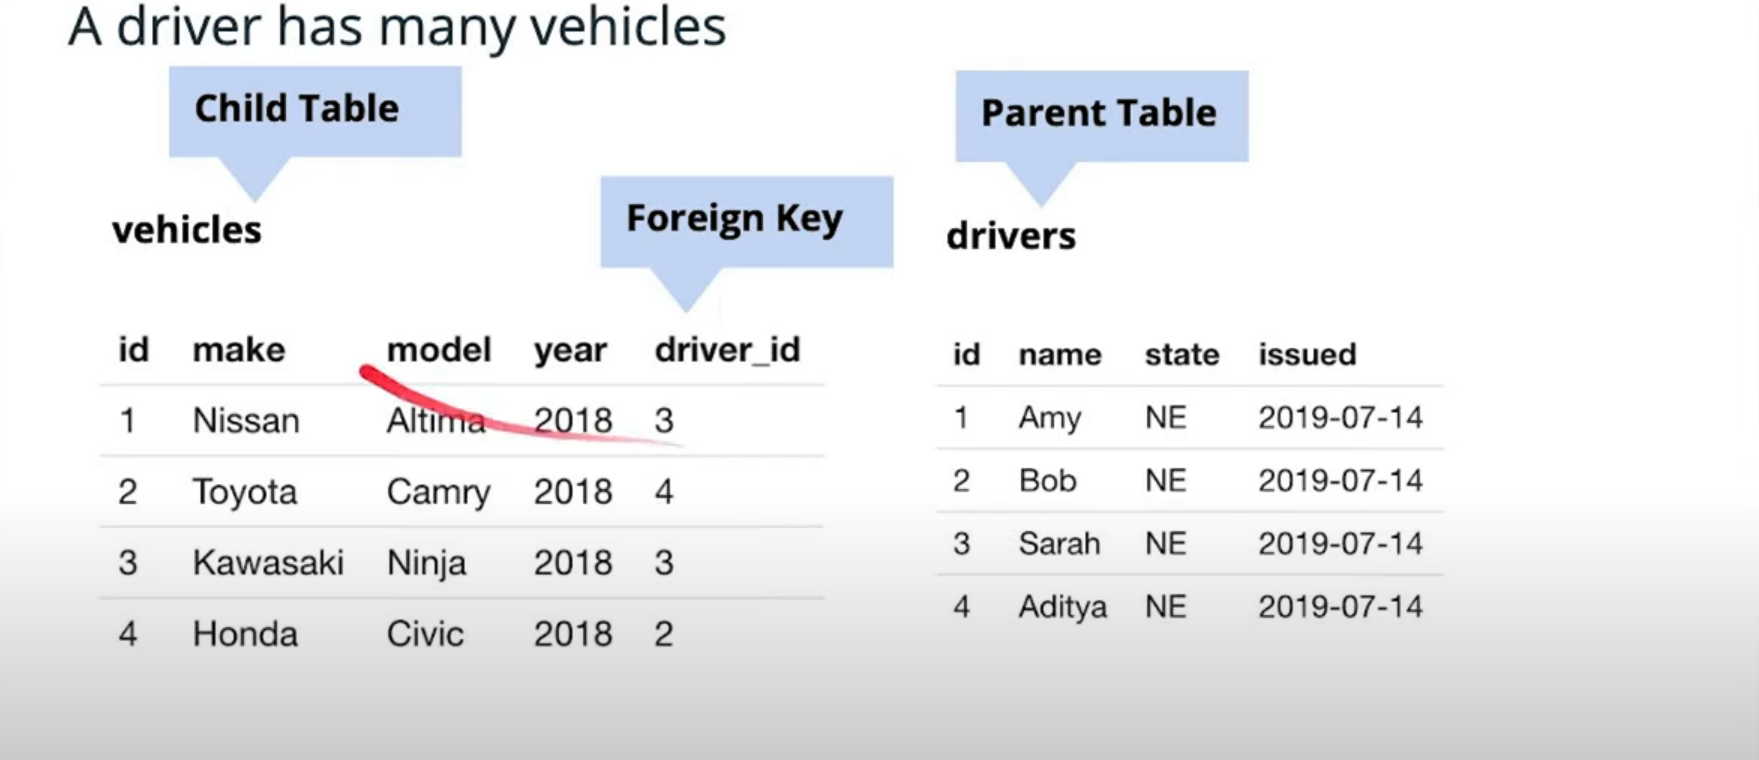 A driver has many vehicles
Child Table
Parent Table
Foreign Key
vehicles
drivers
id make model year driver_id
1 Nissan Altima 2018 3
2 Toyota Camry 2018 4
3 Kawasaki Ninja 2018 3
4 Honda Civic 2018 2
id name state issued
1 Amy NE 2019-07-14
2 Bob NE 2019-07-14
3 Sarah NE 2019-07-14
4 Aditya NE 2019-07-14